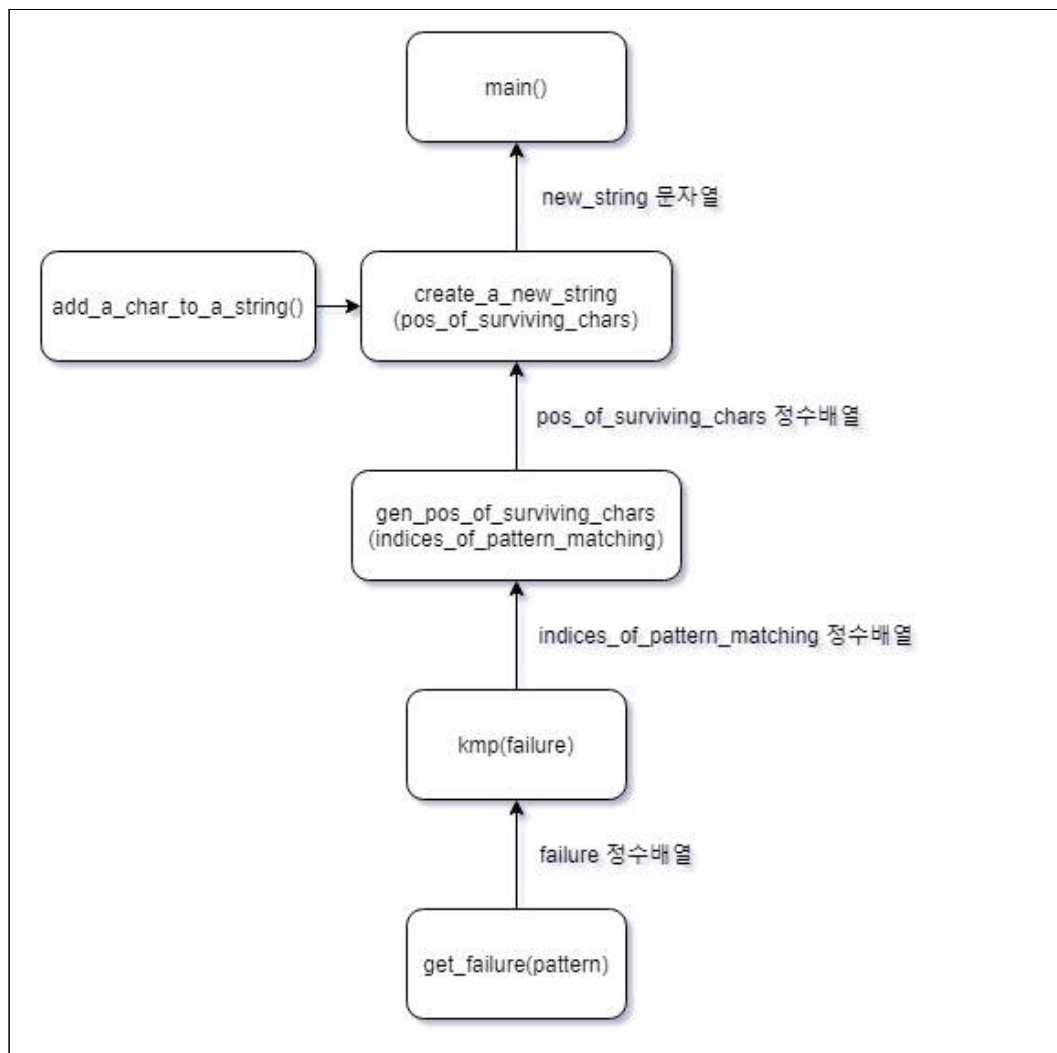 main()
new_string 문자열
add_a_char_to_a_string()
create_a_new_string
(pos_of_surviving_chars)
pos_of_surviving_chars 정수배열
gen_pos_of_surviving_chars
(indices_of_pattern_matching)
indices_of_pattern_matching 정수배열
kmp(failure)
failure 정수배열
get_failure(pattern)